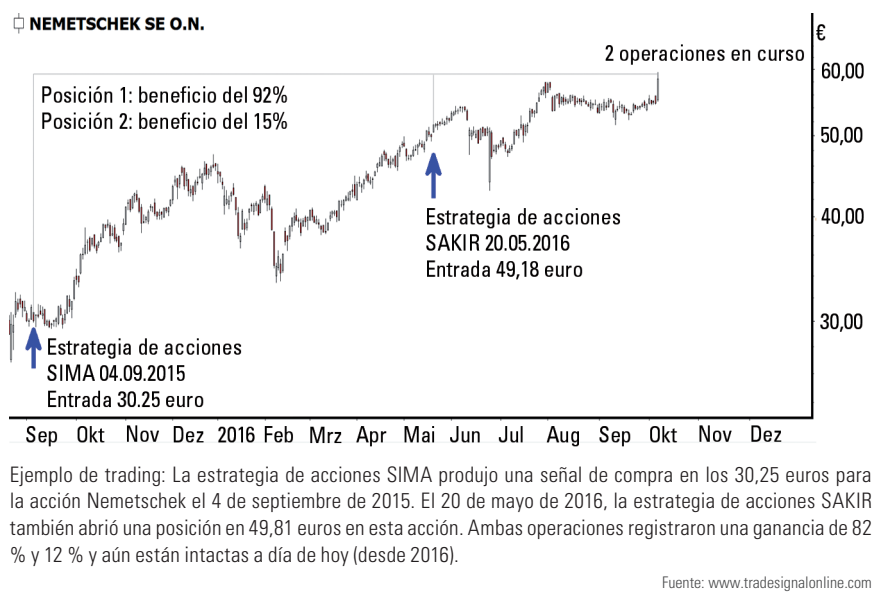 NEMETSCHEK SE O.N.
€
2 operaciones en curso
60,00
Posición 1: beneficio del 92%
Posición 2: beneficio del 15%
50,00
Estrategia de acciones
SAKIR 20.05.2016
Entrada 49,18 euro
40,00
30,00
Estrategia de acciones
SIMA 04.09.2015
Entrada 30.25 euro
Sep Okt Nov Dez 2016 Feb Mrz Apr Mai Jun Jul Aug Sep Okt Nov Dez
Ejemplo de trading: La estrategia de acciones SIMA produjo una señal de compra en los 30,25 euros para
la acción Nemetschek el 4 de septiembre de 2015. El 20 de mayo de 2016, la estrategia de acciones SAKIR
también abrió una posición en 49,81 euros en esta acción. Ambas operaciones registraron una ganancia de 82
% y 12 % y aún están intactas a día de hoy (desde 2016).
Fuente: www.tradesignalonline.com